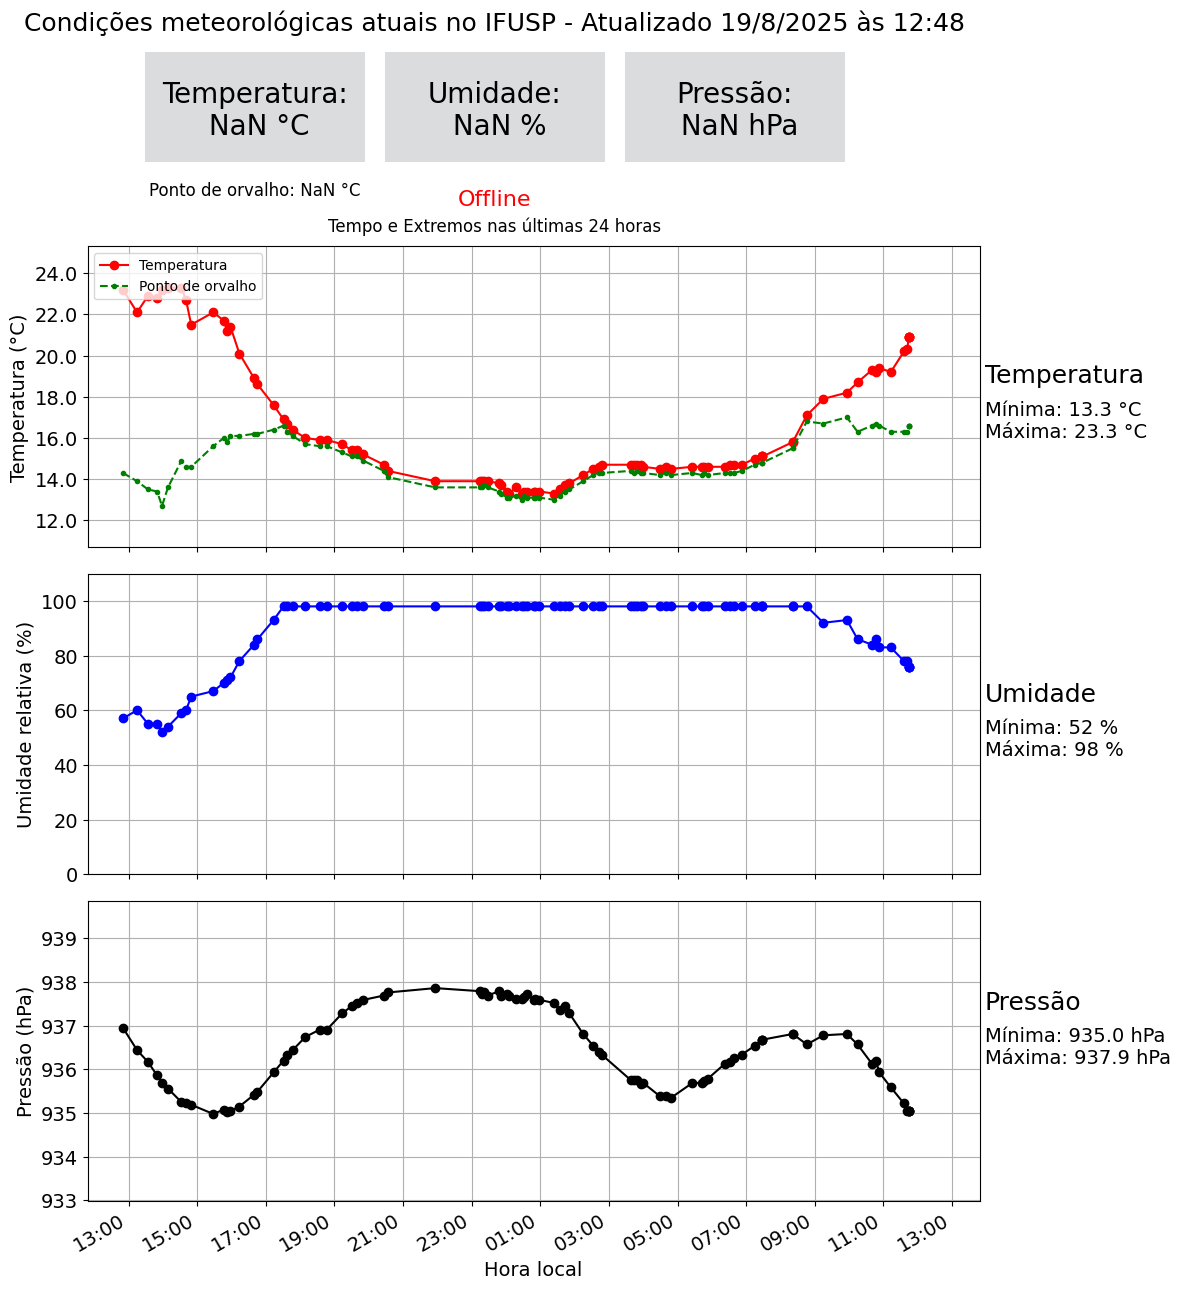 Condições meteorológicas atuais no IFUSP - Atualizado 19/8/2025 às 12:48
Temperatura:
NaN °C
Umidade:
NaN %
Pressão:
NaN hPa
Ponto de orvalho: NaN °C
Offline
Tempo e Extremos nas últimas 24 horas
Temperatura
Ponto de orvalho
Temperatura (°C)
24.0
22.0
20.0
18.0
16.0
14.0
12.0
Temperatura
Mínima: 13.3 °C
Máxima: 23.3 °C
Umidade relativa (%)
100
80
60
40
20
0
Umidade
Mínima: 52 %
Máxima: 98 %
Pressão (hPa)
939
938
937
936
935
934
933
Pressão
Mínima: 935.0 hPa
Máxima: 937.9 hPa
13:00 15:00 17:00 19:00 21:00 23:00 01:00 03:00 05:00 07:00 09:00 11:00 13:00
Hora local